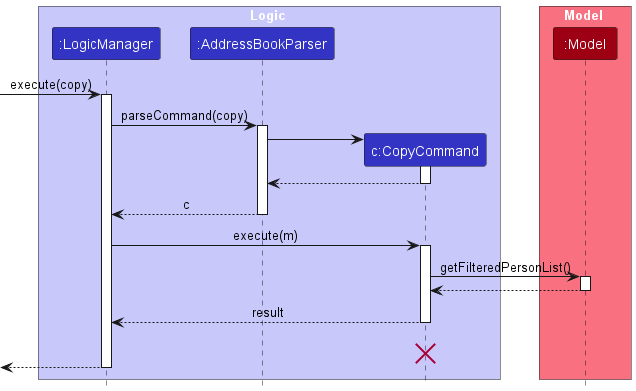 Logic
Model
:LogicManager
:AddressBookParser
:Model
execute(copy)
parseCommand(copy)
c:CopyCommand
c
execute(m)
getFilteredPersonList()
result